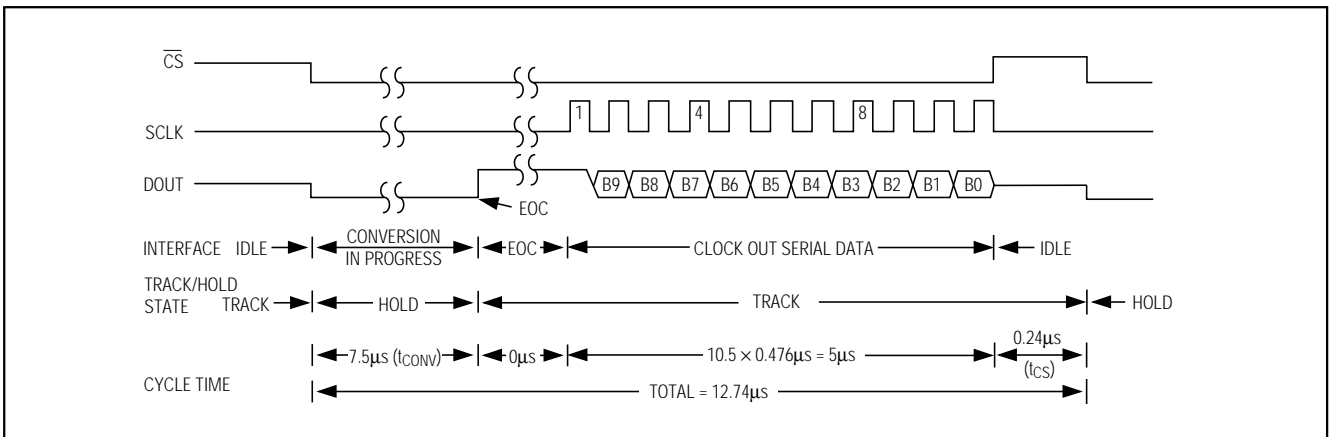 CS
SCLK 1 4 8
DOUT B9 B8 B7 B6 B5 B4 B3 B2 B1 B0
EOC
INTERFACE IDLE CONVERSION IN PROGRESS EOC CLOCK OUT SERIAL DATA IDLE
TRACK/HOLD
STATE TRACK HOLD TRACK HOLD
7.5µs (tCONV) 0µs 10.5 × 0.476µs = 5µs 0.24µs (tCS)
CYCLE TIME
TOTAL = 12.74µs